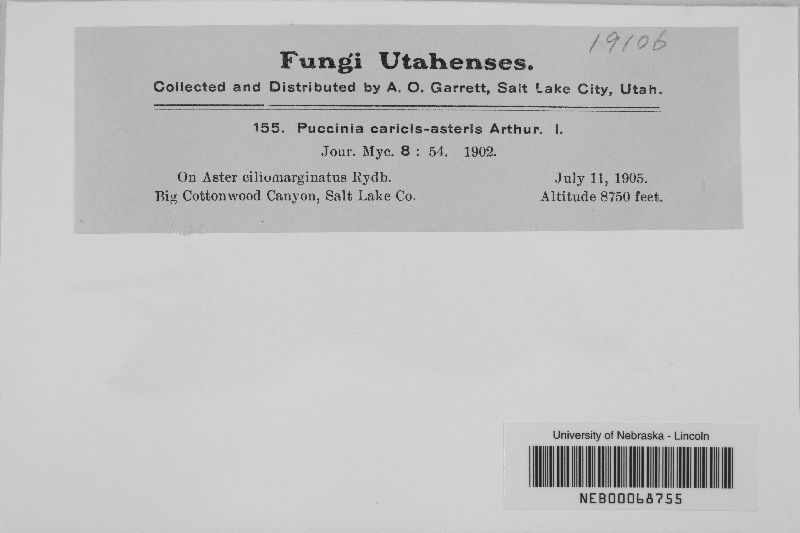 19106
Fungi Utahenses.
Collected and Distributed by A. O. Garrett, Salt Lake City, Utah.
155. Puccinia caricis-asteris Arthur. I.
Jour. Myc. 8 : 54. 1902.
On Aster ciliomarginatus Rydb. July 11, 1905.
Big Cottonwood Canyon, Salt Lake Co. Altitude 8750 feet.
University of Nebraska - Lincoln
NEB00068755